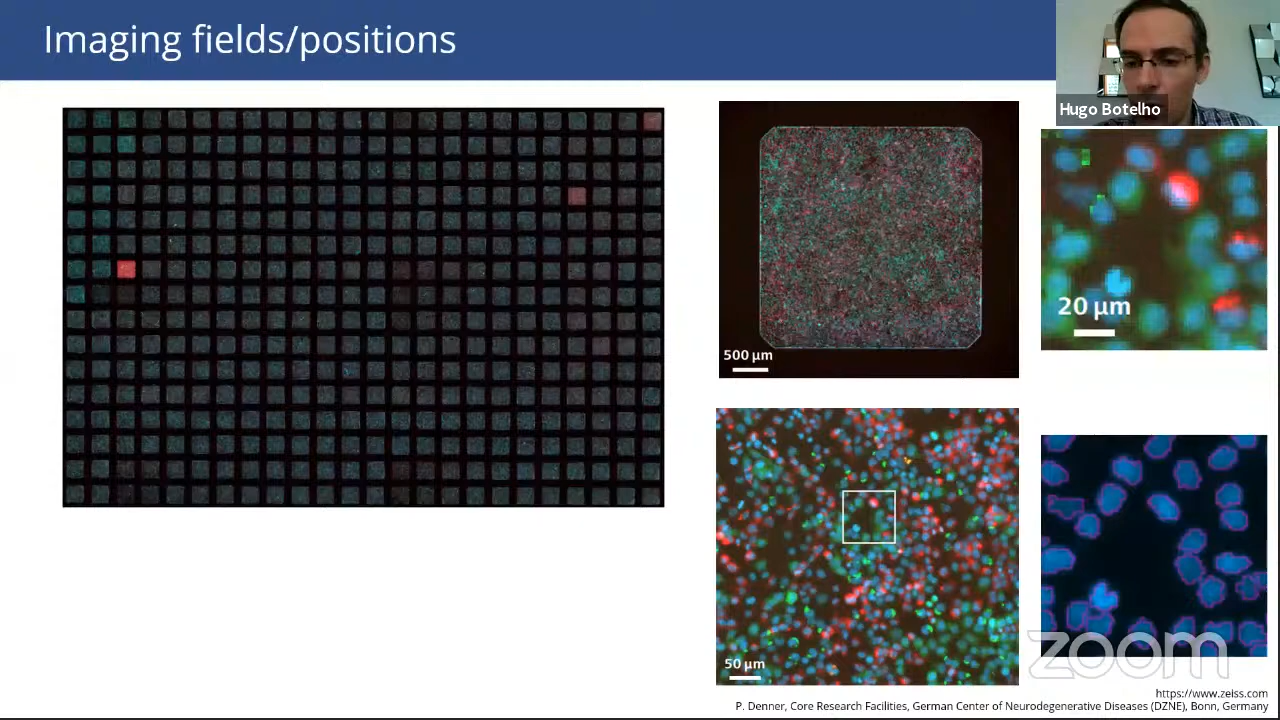 Imaging fields/positions
Hugo Botelho
500 µm
20 µm
50 µm
zoom
https://www.zeiss.com
P. Denner, Core Research Facilities, German Center of Neurodegenerative Diseases (DZNE), Bonn, Germany